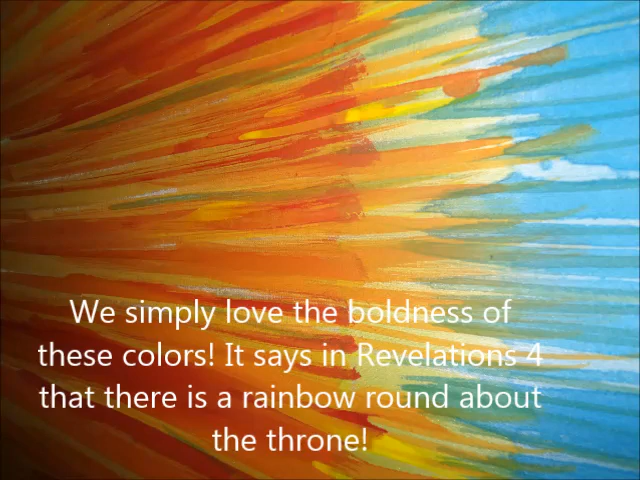 We simply love the boldness of
these colors! It says in Revelations 4
that there is a rainbow round about
the throne!